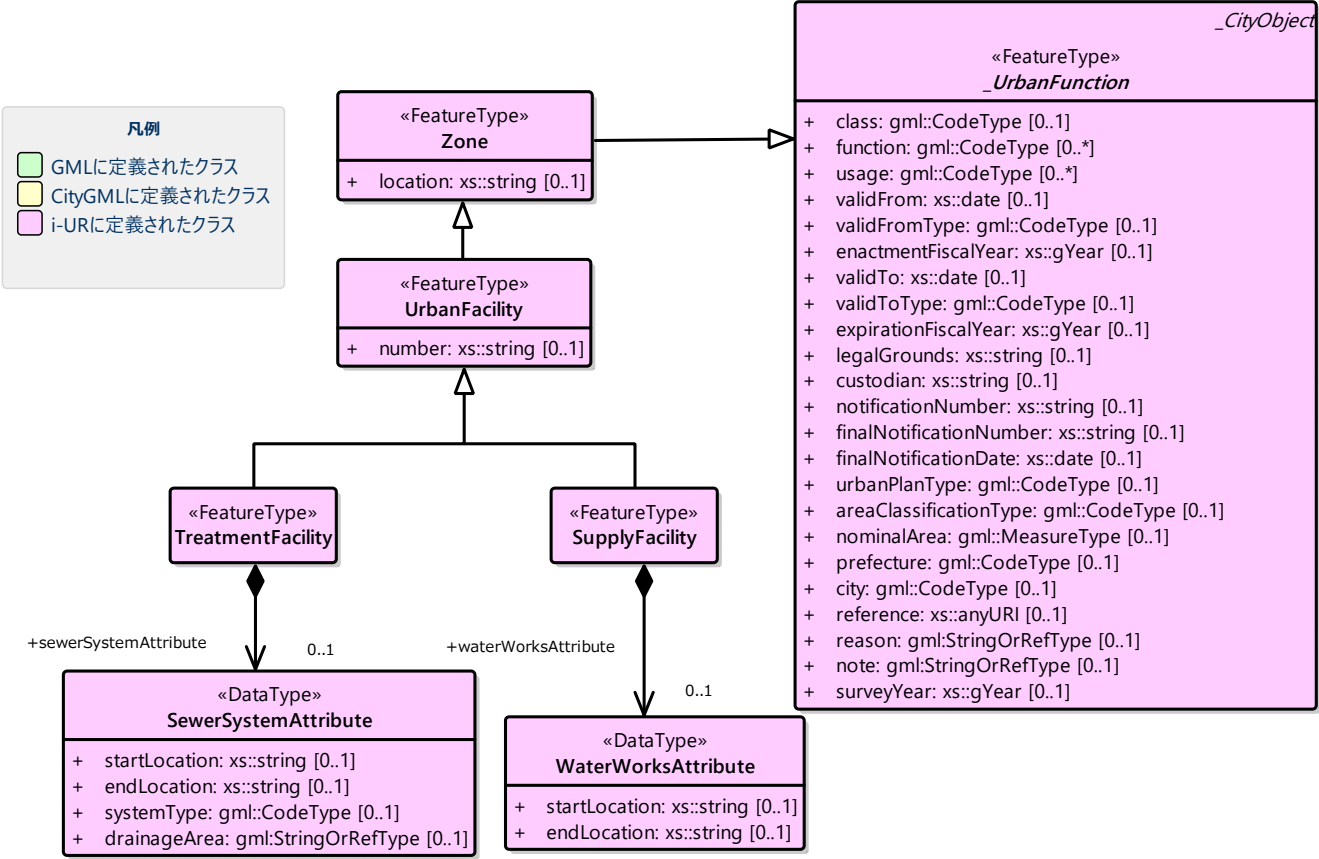 凡例
GMLに定義されたクラス
CityGMLに定義されたクラス
i-URに定義されたクラス
«FeatureType»
Zone
+ location: xs::string [0..1]
«FeatureType»
UrbanFacility
+ number: xs::string [0..1]
«FeatureType»
TreatmentFacility
«FeatureType»
SupplyFacility
+sewerSystemAttribute
0..1
+waterWorksAttribute
0..1
«DataType»
SewerSystemAttribute
+ startLocation: xs::string [0..1]
+ endLocation: xs::string [0..1]
+ systemType: gml::CodeType [0..1]
+ drainageArea: gml:StringOrRefType [0..1]
«DataType»
WaterWorksAttribute
+ startLocation: xs::string [0..1]
+ endLocation: xs::string [0..1]
_CityObject
«FeatureType»
_UrbanFunction
+ class: gml::CodeType [0..1]
+ function: gml::CodeType [0..*]
+ usage: gml::CodeType [0..*]
+ validFrom: xs::date [0..1]
+ validFromType: gml::CodeType [0..1]
+ enactmentFiscalYear: xs::gYear [0..1]
+ validTo: xs::date [0..1]
+ validToType: gml::CodeType [0..1]
+ expirationFiscalYear: xs::gYear [0..1]
+ legalGrounds: xs::string [0..1]
+ custodian: xs::string [0..1]
+ notificationNumber: xs::string [0..1]
+ finalNotificationNumber: xs::string [0..1]
+ finalNotificationDate: xs::date [0..1]
+ urbanPlanType: gml::CodeType [0..1]
+ areaClassificationType: gml::CodeType [0..1]
+ nominalArea: gml::MeasureType [0..1]
+ prefecture: gml::CodeType [0..1]
+ city: gml::CodeType [0..1]
+ reference: xs::anyURI [0..1]
+ reason: gml:StringOrRefType [0..1]
+ note: gml:StringOrRefType [0..1]
+ surveyYear: xs::gYear [0..1]